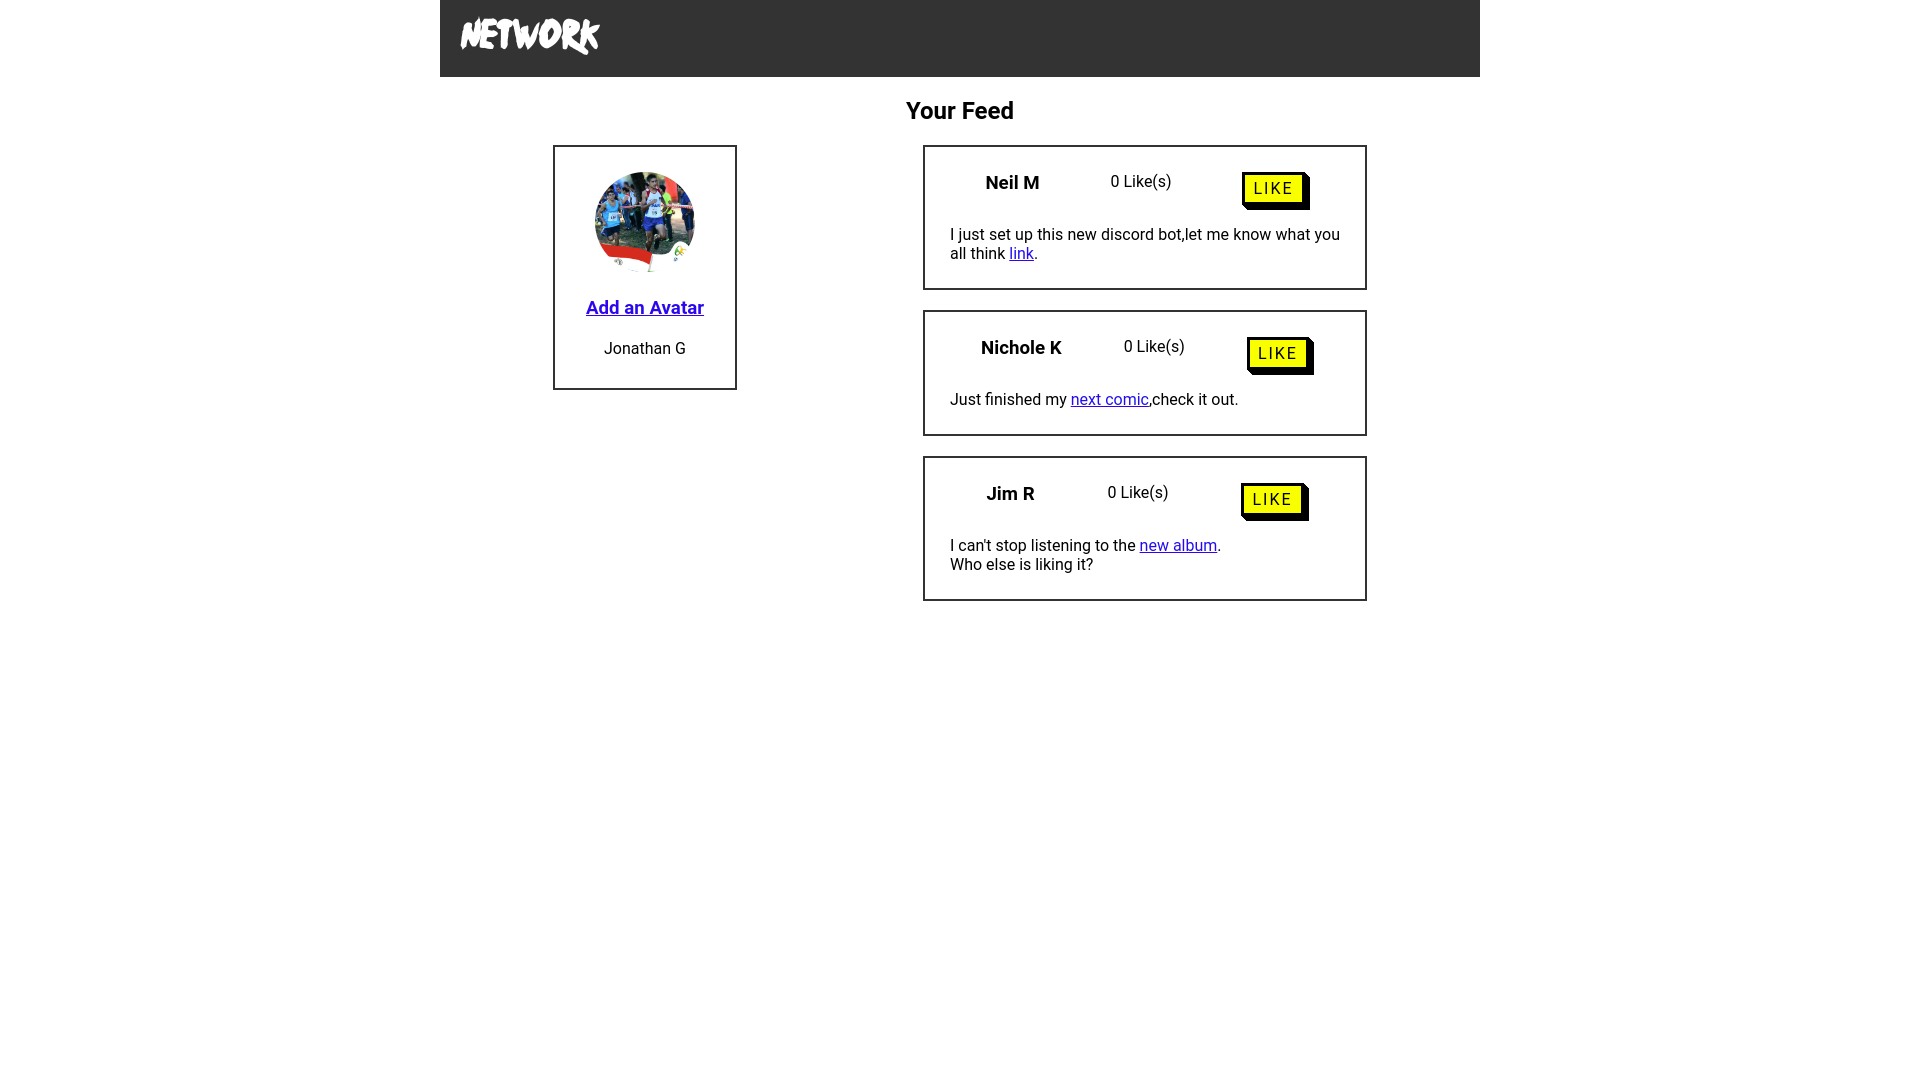 NETWORK
Your Feed
Add an Avatar
Jonathan G
Neil M
0 Like(s)
LIKE
I just set up this new discord bot,let me know what you
all think link.
Nichole K
0 Like(s)
LIKE
Just finished my next comic,check it out.
Jim R
0 Like(s)
LIKE
I can't stop listening to the new album.
Who else is liking it?